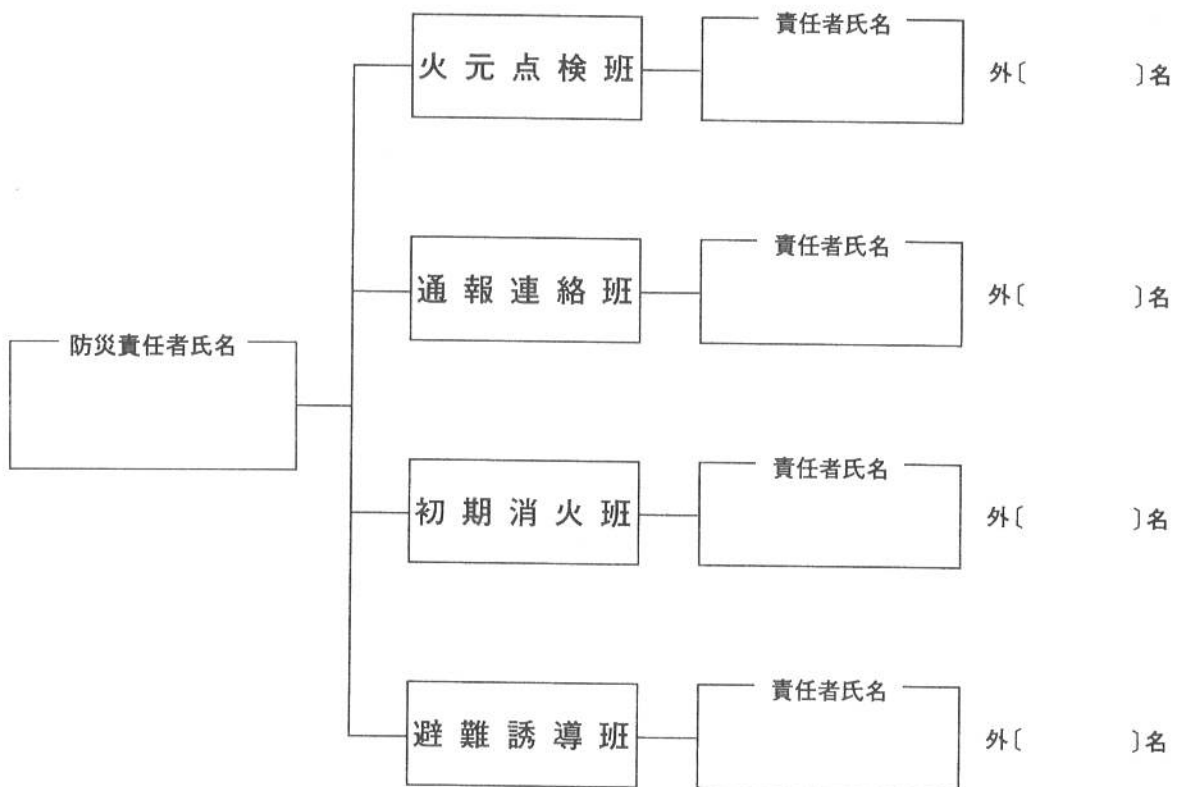 責任者氏名
火元点検班
外〔 〕名
責任者氏名
通報連絡班
外〔 〕名
防災責任者氏名
責任者氏名
初期消火班
外〔 〕名
責任者氏名
避難誘導班
外〔 〕名